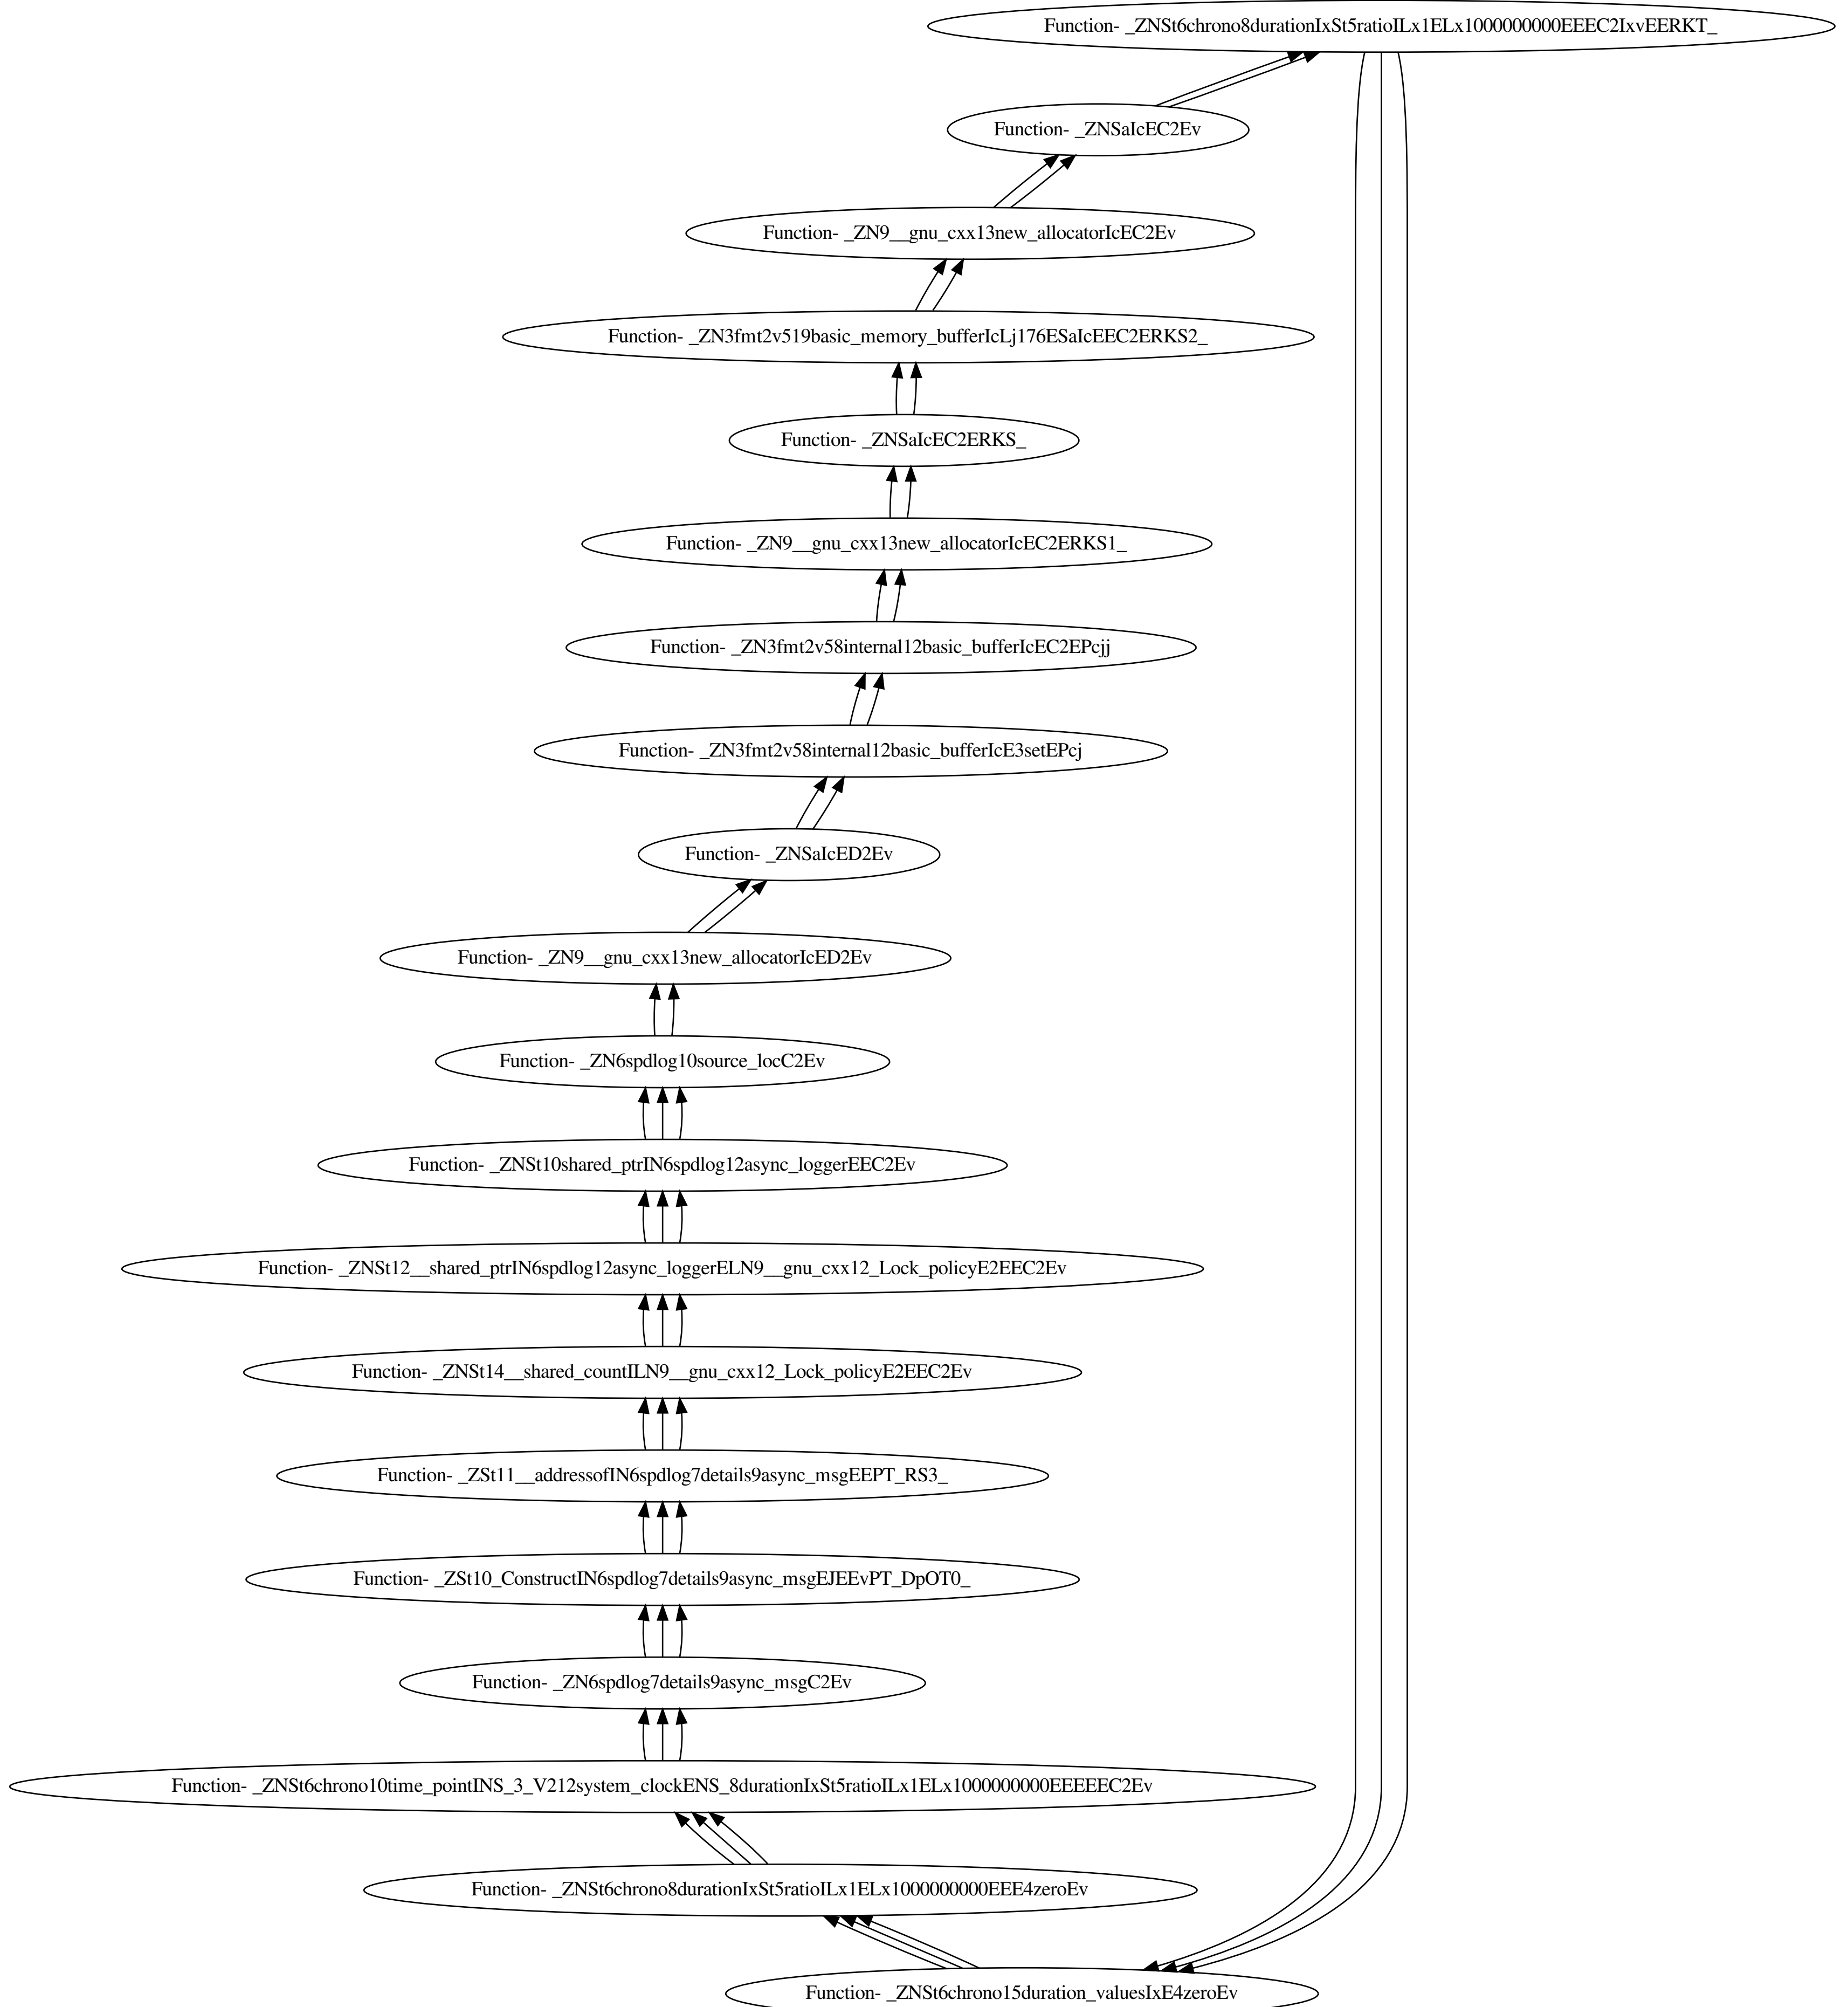 Function- _ZNSt6chrono8durationIxSt5ratioILx1ELx1000000000EEEC2IxvEERKT_
Function- _ZNSaIcEC2Ev
Function- _ZN9__gnu_cxx13new_allocatorIcEC2Ev
Function- _ZN3fmt2v519basic_memory_bufferIcLj176ESaIcEEC2ERKS2_
Function- _ZNSaIcEC2ERKS_
Function- _ZN9__gnu_cxx13new_allocatorIcEC2ERKS1_
Function- _ZN3fmt2v58internal12basic_bufferIcEC2EPcjj
Function- _ZN3fmt2v58internal12basic_bufferIcE3setEPcj
Function- _ZNSaIcED2Ev
Function- _ZN9__gnu_cxx13new_allocatorIcED2Ev
Function- _ZN6spdlog10source_locC2Ev
Function- _ZNSt10shared_ptrIN6spdlog12async_loggerEEC2Ev
Function- _ZNSt12__shared_ptrIN6spdlog12async_loggerELN9__gnu_cxx12_Lock_policyE2EEC2Ev
Function- _ZNSt14__shared_countILN9__gnu_cxx12_Lock_policyE2EEC2Ev
Function- _ZSt11__addressofIN6spdlog7details9async_msgEEPT_RS3_
Function- _ZSt10_ConstructIN6spdlog7details9async_msgEJEEvPT_DpOT0_
Function- _ZN6spdlog7details9async_msgC2Ev
Function- _ZNSt6chrono10time_pointINS_3_V212system_clockENS_8durationIxSt5ratioILx1ELx1000000000EEEEEC2Ev
Function- _ZNSt6chrono8durationIxSt5ratioILx1ELx1000000000EEE4zeroEv
Function- _ZNSt6chrono15duration_valuesIxE4zeroEv